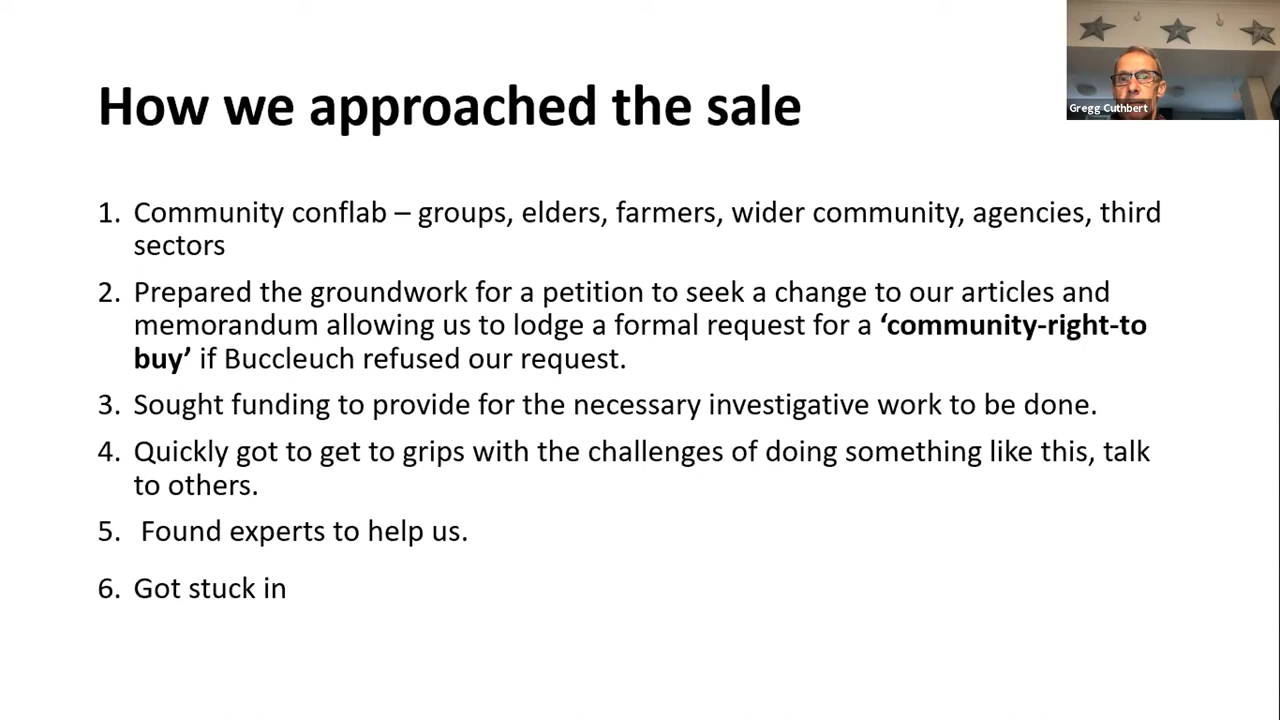 Gregg Cuthbert
How we approached the sale
1. Community conflab – groups, elders, farmers, wider community, agencies, third
sectors
2. Prepared the groundwork for a petition to seek a change to our articles and
memorandum allowing us to lodge a formal request for a ‘community-right-to
buy’ if Buccleuch refused our request.
3. Sought funding to provide for the necessary investigative work to be done.
4. Quickly got to get to grips with the challenges of doing something like this, talk
to others.
5. Found experts to help us.
6. Got stuck in